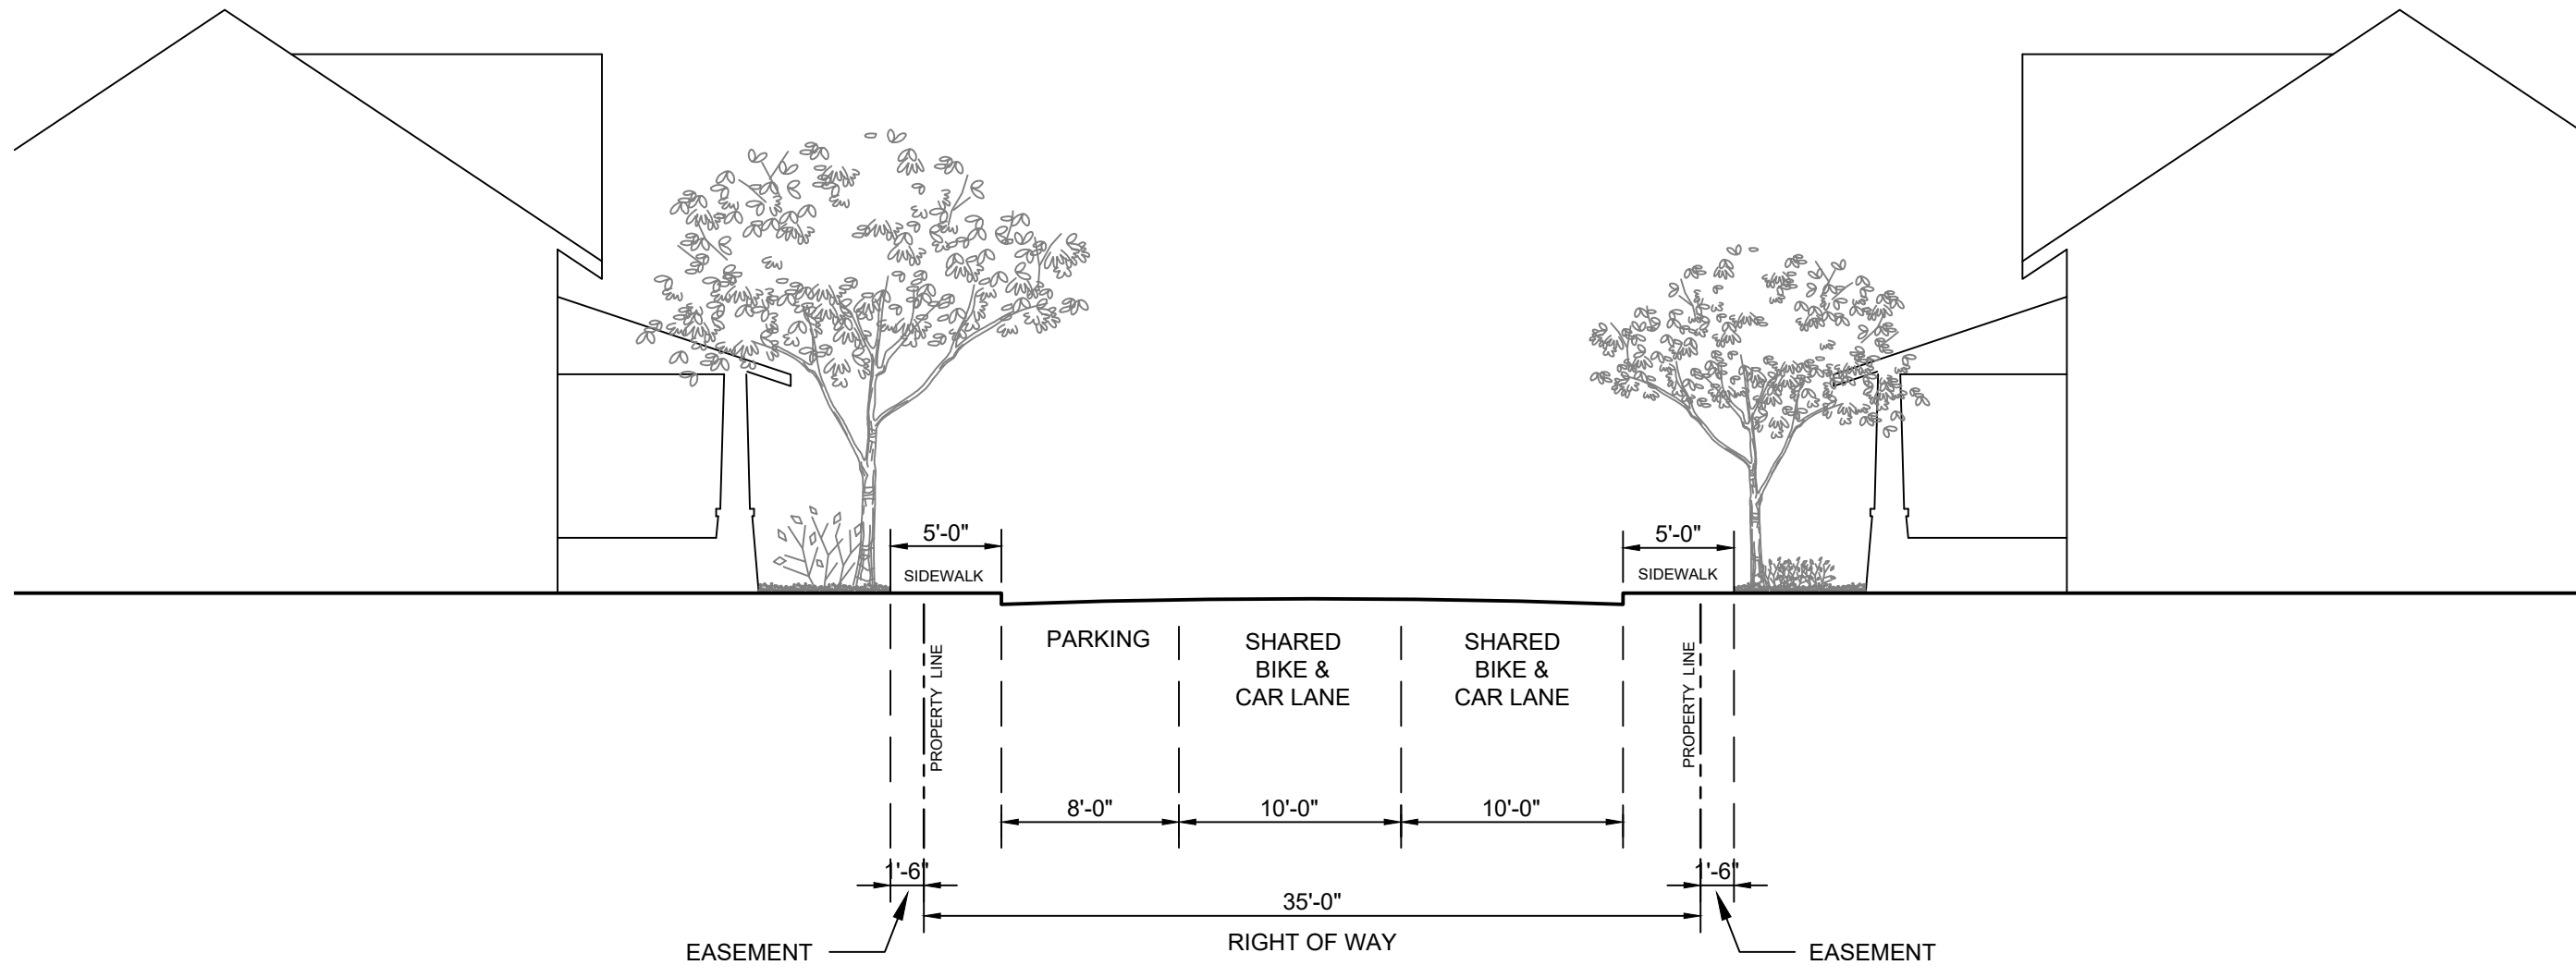 5'-0"
5'-0"
SIDEWALK
SIDEWALK
PARKING
SHARED
BIKE &
CAR LANE
SHARED
BIKE &
CAR LANE
PROPERTY LINE
PROPERTY LINE
8'-0"
10'-0"
10'-0"
1'-6"
1'-6"
35'-0"
RIGHT OF WAY
EASEMENT
EASEMENT